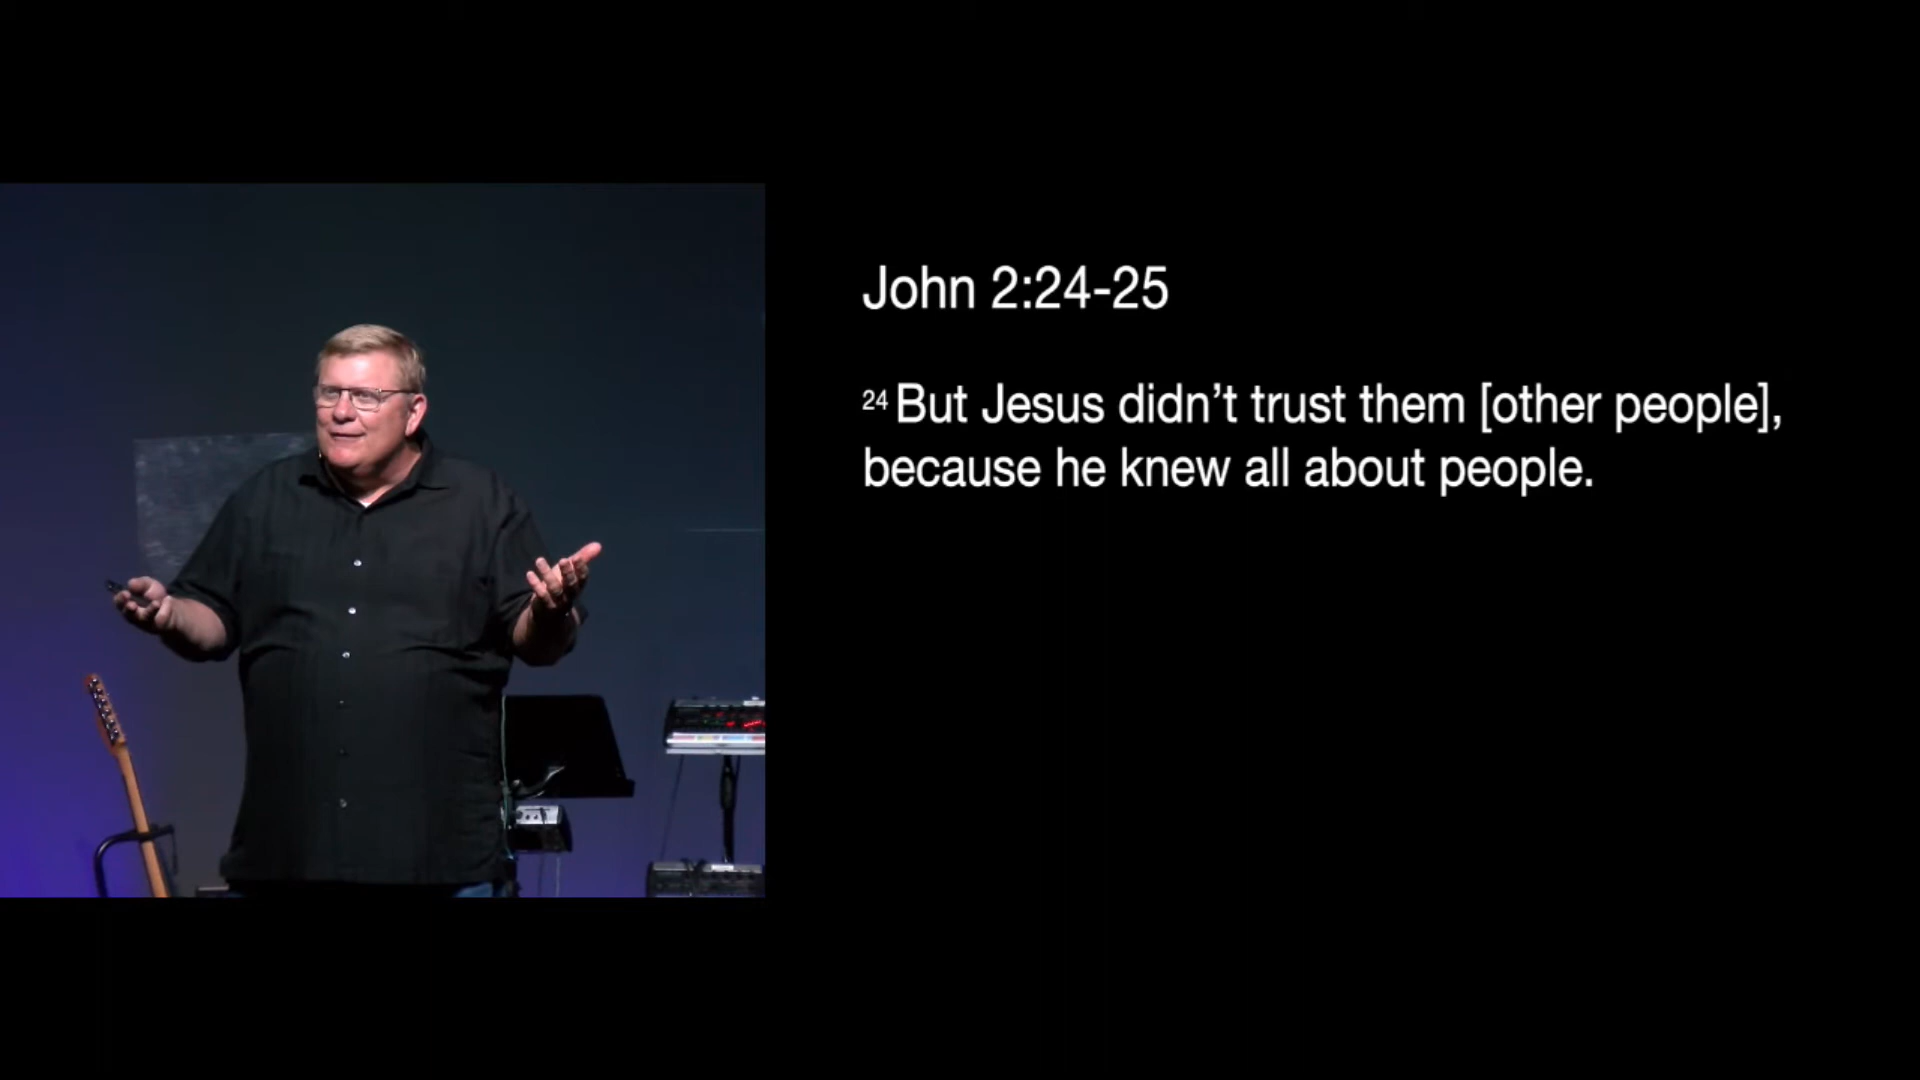 John 2:24-25
24 But Jesus didn’t trust them [other people],
because he knew all about people.